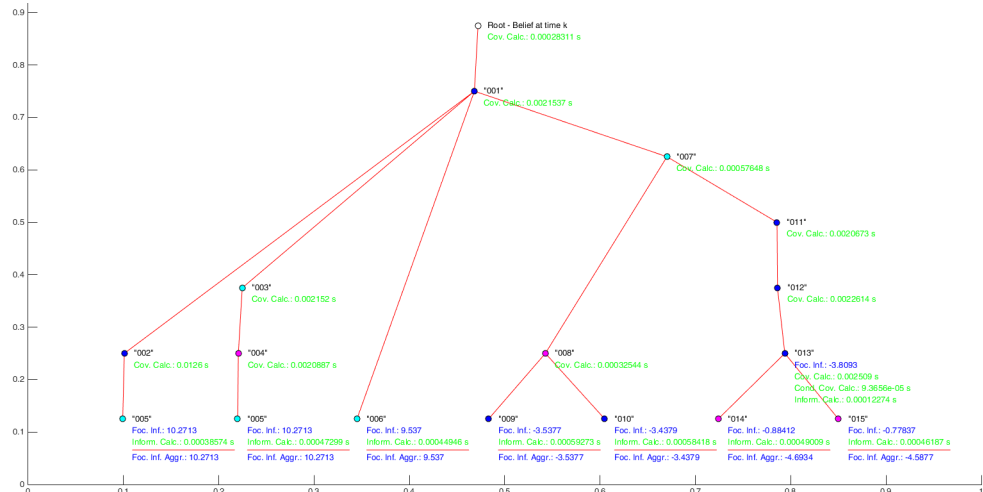 0.9
Root - Belief at time k
Cov. Calc.: 0.00028311 s
0.8
"001"
Cov. Calc.: 0.0021537 s
0.7
"007"
Cov. Calc.: 0.00057648 s
0.6
0.5
"011"
Cov. Calc.: 0.0020673 s
0.4
"003"
Cov. Calc.: 0.002152 s
"012"
Cov. Calc.: 0.0022814 s
0.3
"002"
Cov. Calc.: 0.0126 s
"004"
Cov. Calc.: 0.0020887 s
"008"
Cov. Calc.: 0.00032544 s
"013"
Foc. Inf.: -3.8093
Cov. Calc.: 0.002509 s
Cond. Cov. Calc.: 9.3656e-05 s
Inform. Calc.: 0.00012274 s
0.2
0.1
"005"
Foc. Inf.: 10.2713
Inform. Calc.: 0.00036574 s
Foc. Inf. Aggr.: 10.2713
"005"
Foc. Inf.: 10.2713
Inform. Calc.: 0.00047299 s
Foc. Inf. Aggr.: 10.2713
"006"
Foc. Inf.: 9.537
Inform. Calc.: 0.00044946 s
Foc. Inf. Aggr.: 9.537
"009"
Foc. Inf.: -3.5377
Inform. Calc.: 0.00059273 s
Foc. Inf. Aggr.: -3.5377
"010"
Foc. Inf.: -3.4379
Inform. Calc.: 0.00058418 s
Foc. Inf. Aggr.: -3.4379
"014"
Foc. Inf.: -0.88412
Inform. Calc.: 0.00049009 s
Foc. Inf. Aggr.: -4.6934
"015"
Foc. Inf.: -0.77837
Inform. Calc.: 0.00046187 s
Foc. Inf. Aggr.: -4.5877
0
0
0.1
0.2
0.3
0.4
0.5
0.6
0.7
0.8
0.9
1